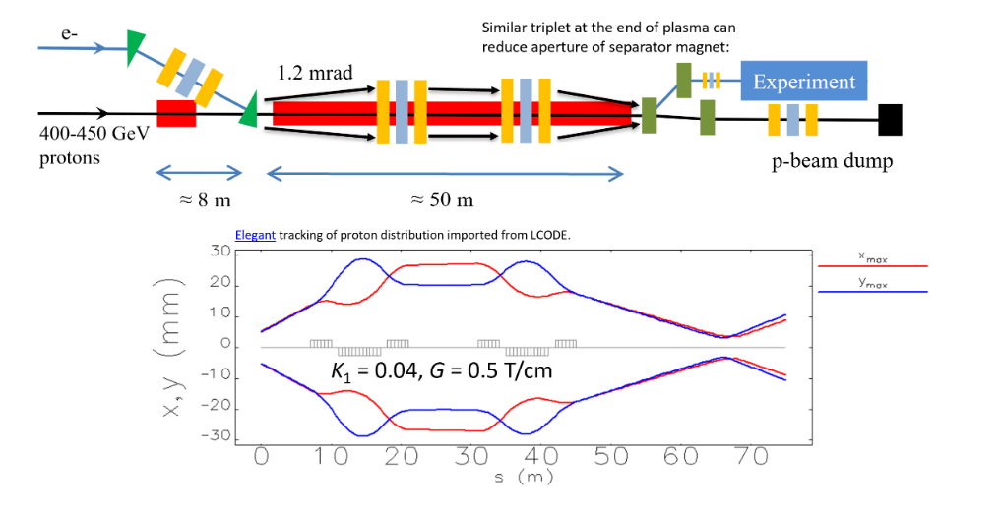 e-
Similar triplet at the end of plasma can
reduce aperture of separator magnet:
1.2 mrad
Experiment
400-450 GeV
protons
p-beam dump
≈ 8 m
≈ 50 m
Elegant tracking of proton distribution imported from LCODE.
30
20
10
0
-10
-20
-30
x, y (mm)
x max
y max
K1 = 0.04, G = 0.5 T/cm
0 10 20 30 40 50 60 70
s (m)